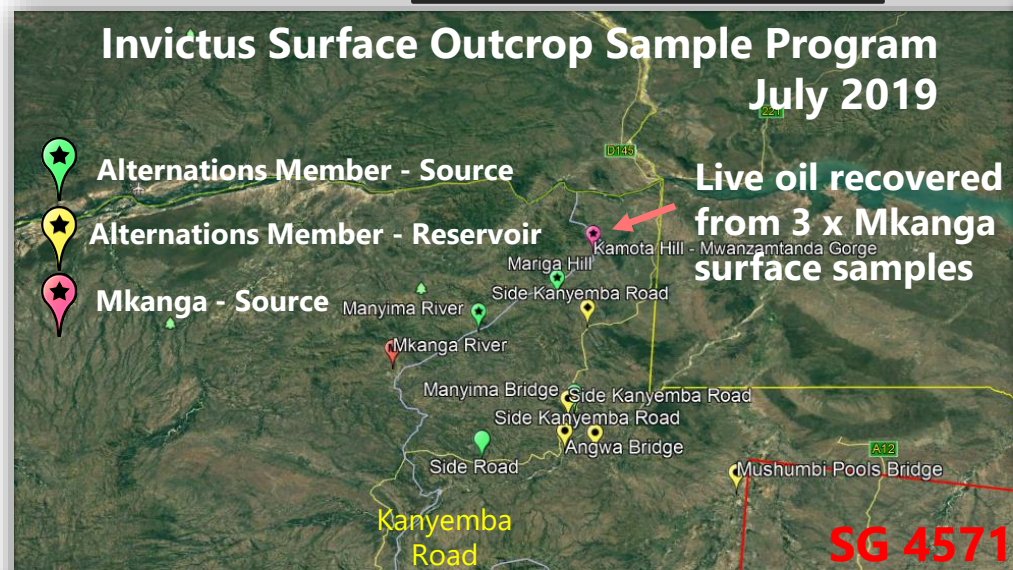 Invictus Surface Outcrop Sample Program
July 2019
221
D145
Alternations Member - Source
Alternations Member - Reservoir
Mkanga - Source
Live oil recovered
from 3 x Mkanga
surface samples
Kamota Hill - Mwanzamtanda Gorge
Mariga Hill
Side Kanyemba Road
Manyima River
Mkanga River
Manyima Bridge
Side Kanyemba Road
Side Kanyemba Road
Angwa Bridge
Side Road
A12
Mushumbi Pools Bridge
Kanyemba
Road
SG 4571